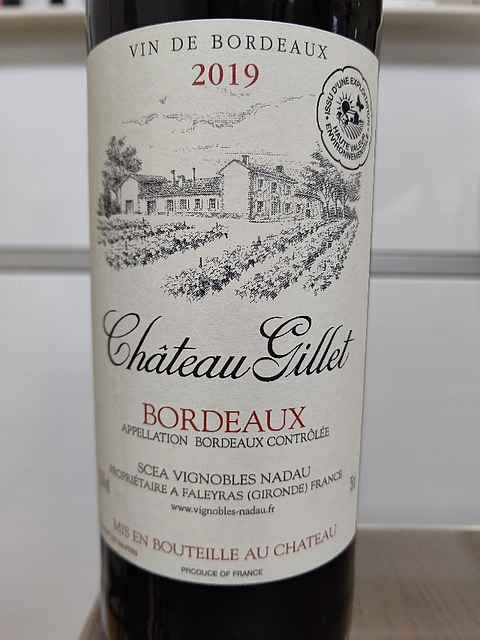 VIN DE BORDEAUX
2019
ISSU D'UNE EXPLOITATION
HAUTE VALEUR
ENVIRONNEMENTALE
Château Gillet
BORDEAUX
APPELLATION BORDEAUX CONTRÔLÉE
SCEA VIGNOBLES NADAU
PROPRIÉTAIRE A FALEYRAS (GIRONDE) FRANCE
www.vignobles-nadau.fr
MIS EN BOUTEILLE AU CHATEAU
PRODUCE OF FRANCE